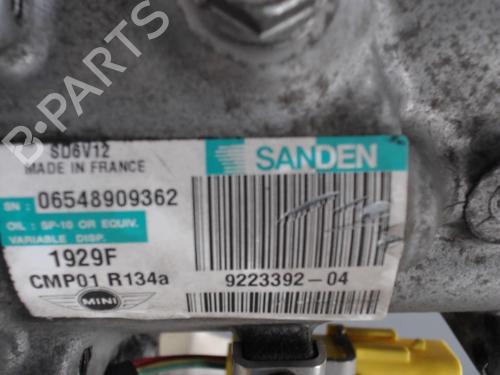 SD6V12
MADE IN FRANCE
SANDEN
SN: 06548909362
OIL: SP-10 OR EQUIV.
VARIABLE DISP.
1929F
CMP01 R134a
9223392-04
MINI
B-PARTS